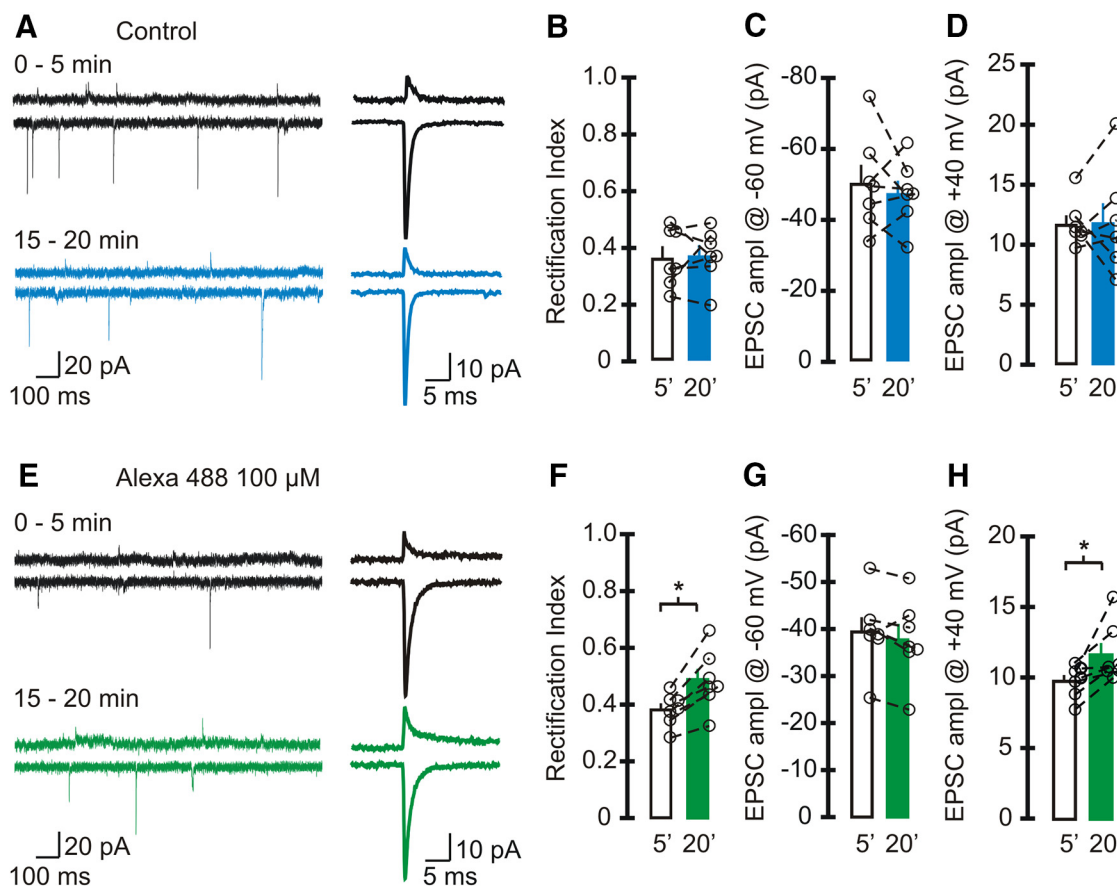 A
Control
0 - 5 min
15 - 20 min
20 pA
100 ms
10 pA
5 ms
B
Rectification Index
1.0
0.8
0.6
0.4
0.2
0
5’ 20’
C
EPSC ampl @ -60 mV (pA)
-80
-60
-40
-20
0
5’ 20’
D
EPSC ampl @ +40 mV (pA)
25
20
15
10
5
0
5’ 20
E
Alexa 488 100 µM
0 - 5 min
15 - 20 min
20 pA
100 ms
10 pA
5 ms
F
Rectification Index
1.0
0.8
0.6
0.4
0.2
0
*
5’ 20’
G
EPSC ampl @ -60 mV (pA)
-60
-50
-40
-30
-20
-10
0
5’ 20’
H
EPSC ampl @ +40 mV (pA)
20
15
10
5
0
*
5’ 20